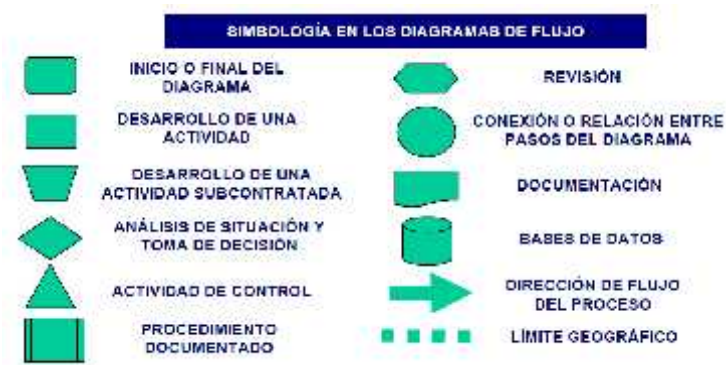 SIMBOLOGÍA EN LOS DIAGRAMAS DE FLUJO
INICIO O FINAL DEL
DIAGRAMA
DESARROLLO DE UNA
ACTIVIDAD
DESARROLLO DE UNA
ACTIVIDAD SUBCONTRATADA
ANÁLISIS DE SITUACIÓN Y
TOMA DE DECISIÓN
ACTIVIDAD DE CONTROL
PROCEDIMIENTO
DOCUMENTADO
REVISIÓN
CONEXIÓN O RELACIÓN ENTRE
PASOS DEL DIAGRAMA
DOCUMENTACIÓN
BASES DE DATOS
DIRECCIÓN DE FLUJO
DEL PROCESO
LÍMITE GEOGRÁFICO